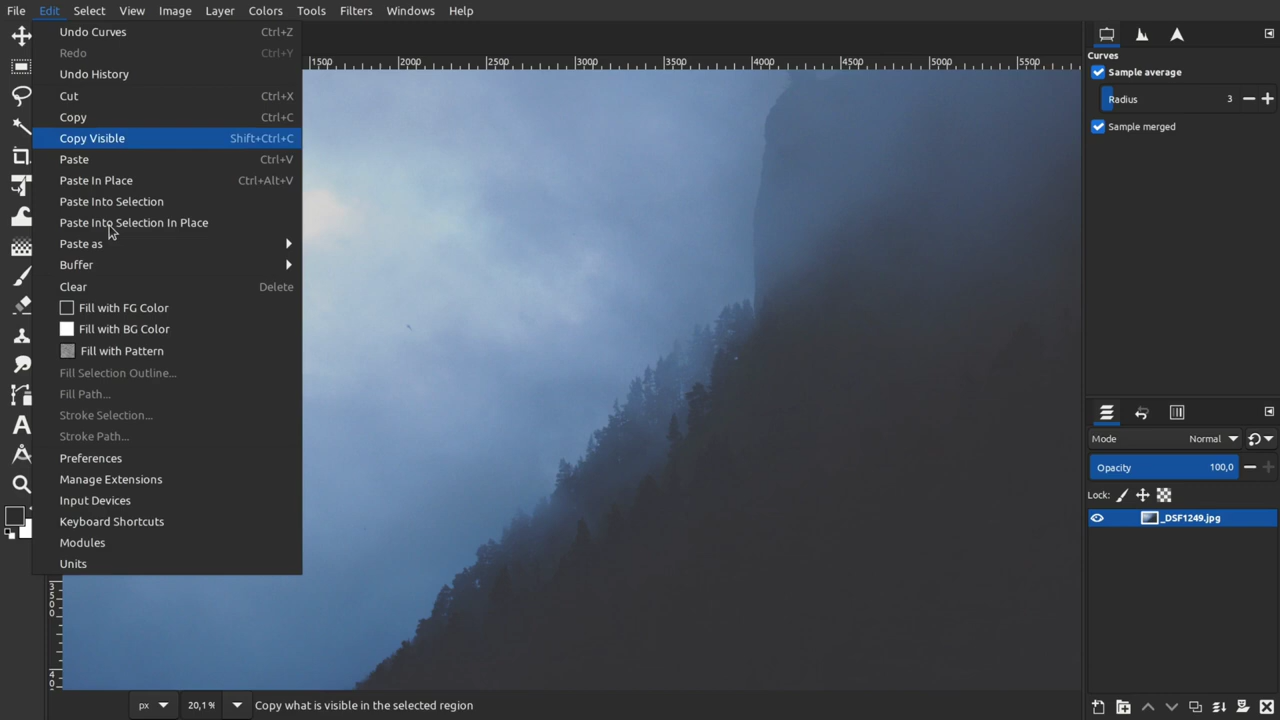 File Edit Select View Image Layer Colors Tools Filters Windows Help
Undo Curves Ctrl+Z
Redo Ctrl+Y
Undo History
Cut Ctrl+X
Copy Ctrl+C
Copy Visible Shift+Ctrl+C
Paste Ctrl+V
Paste In Place Ctrl+Alt+V
Paste Into Selection
Paste Into Selection In Place
Paste as
Buffer
Clear Delete
Fill with FG Color
Fill with BG Color
Fill with Pattern
Fill Selection Outline...
Fill Path...
Stroke Selection...
Stroke Path...
Preferences
Manage Extensions
Input Devices
Keyboard Shortcuts
Modules
Units
1500 2000 2500 3000 3500 4000 4500 5000 5500
3500
40
px 20,1 % Copy what is visible in the selected region
Curves
Sample average
Radius 3
Sample merged
Mode Normal
Opacity 100,0
Lock:
_DSF1249.jpg